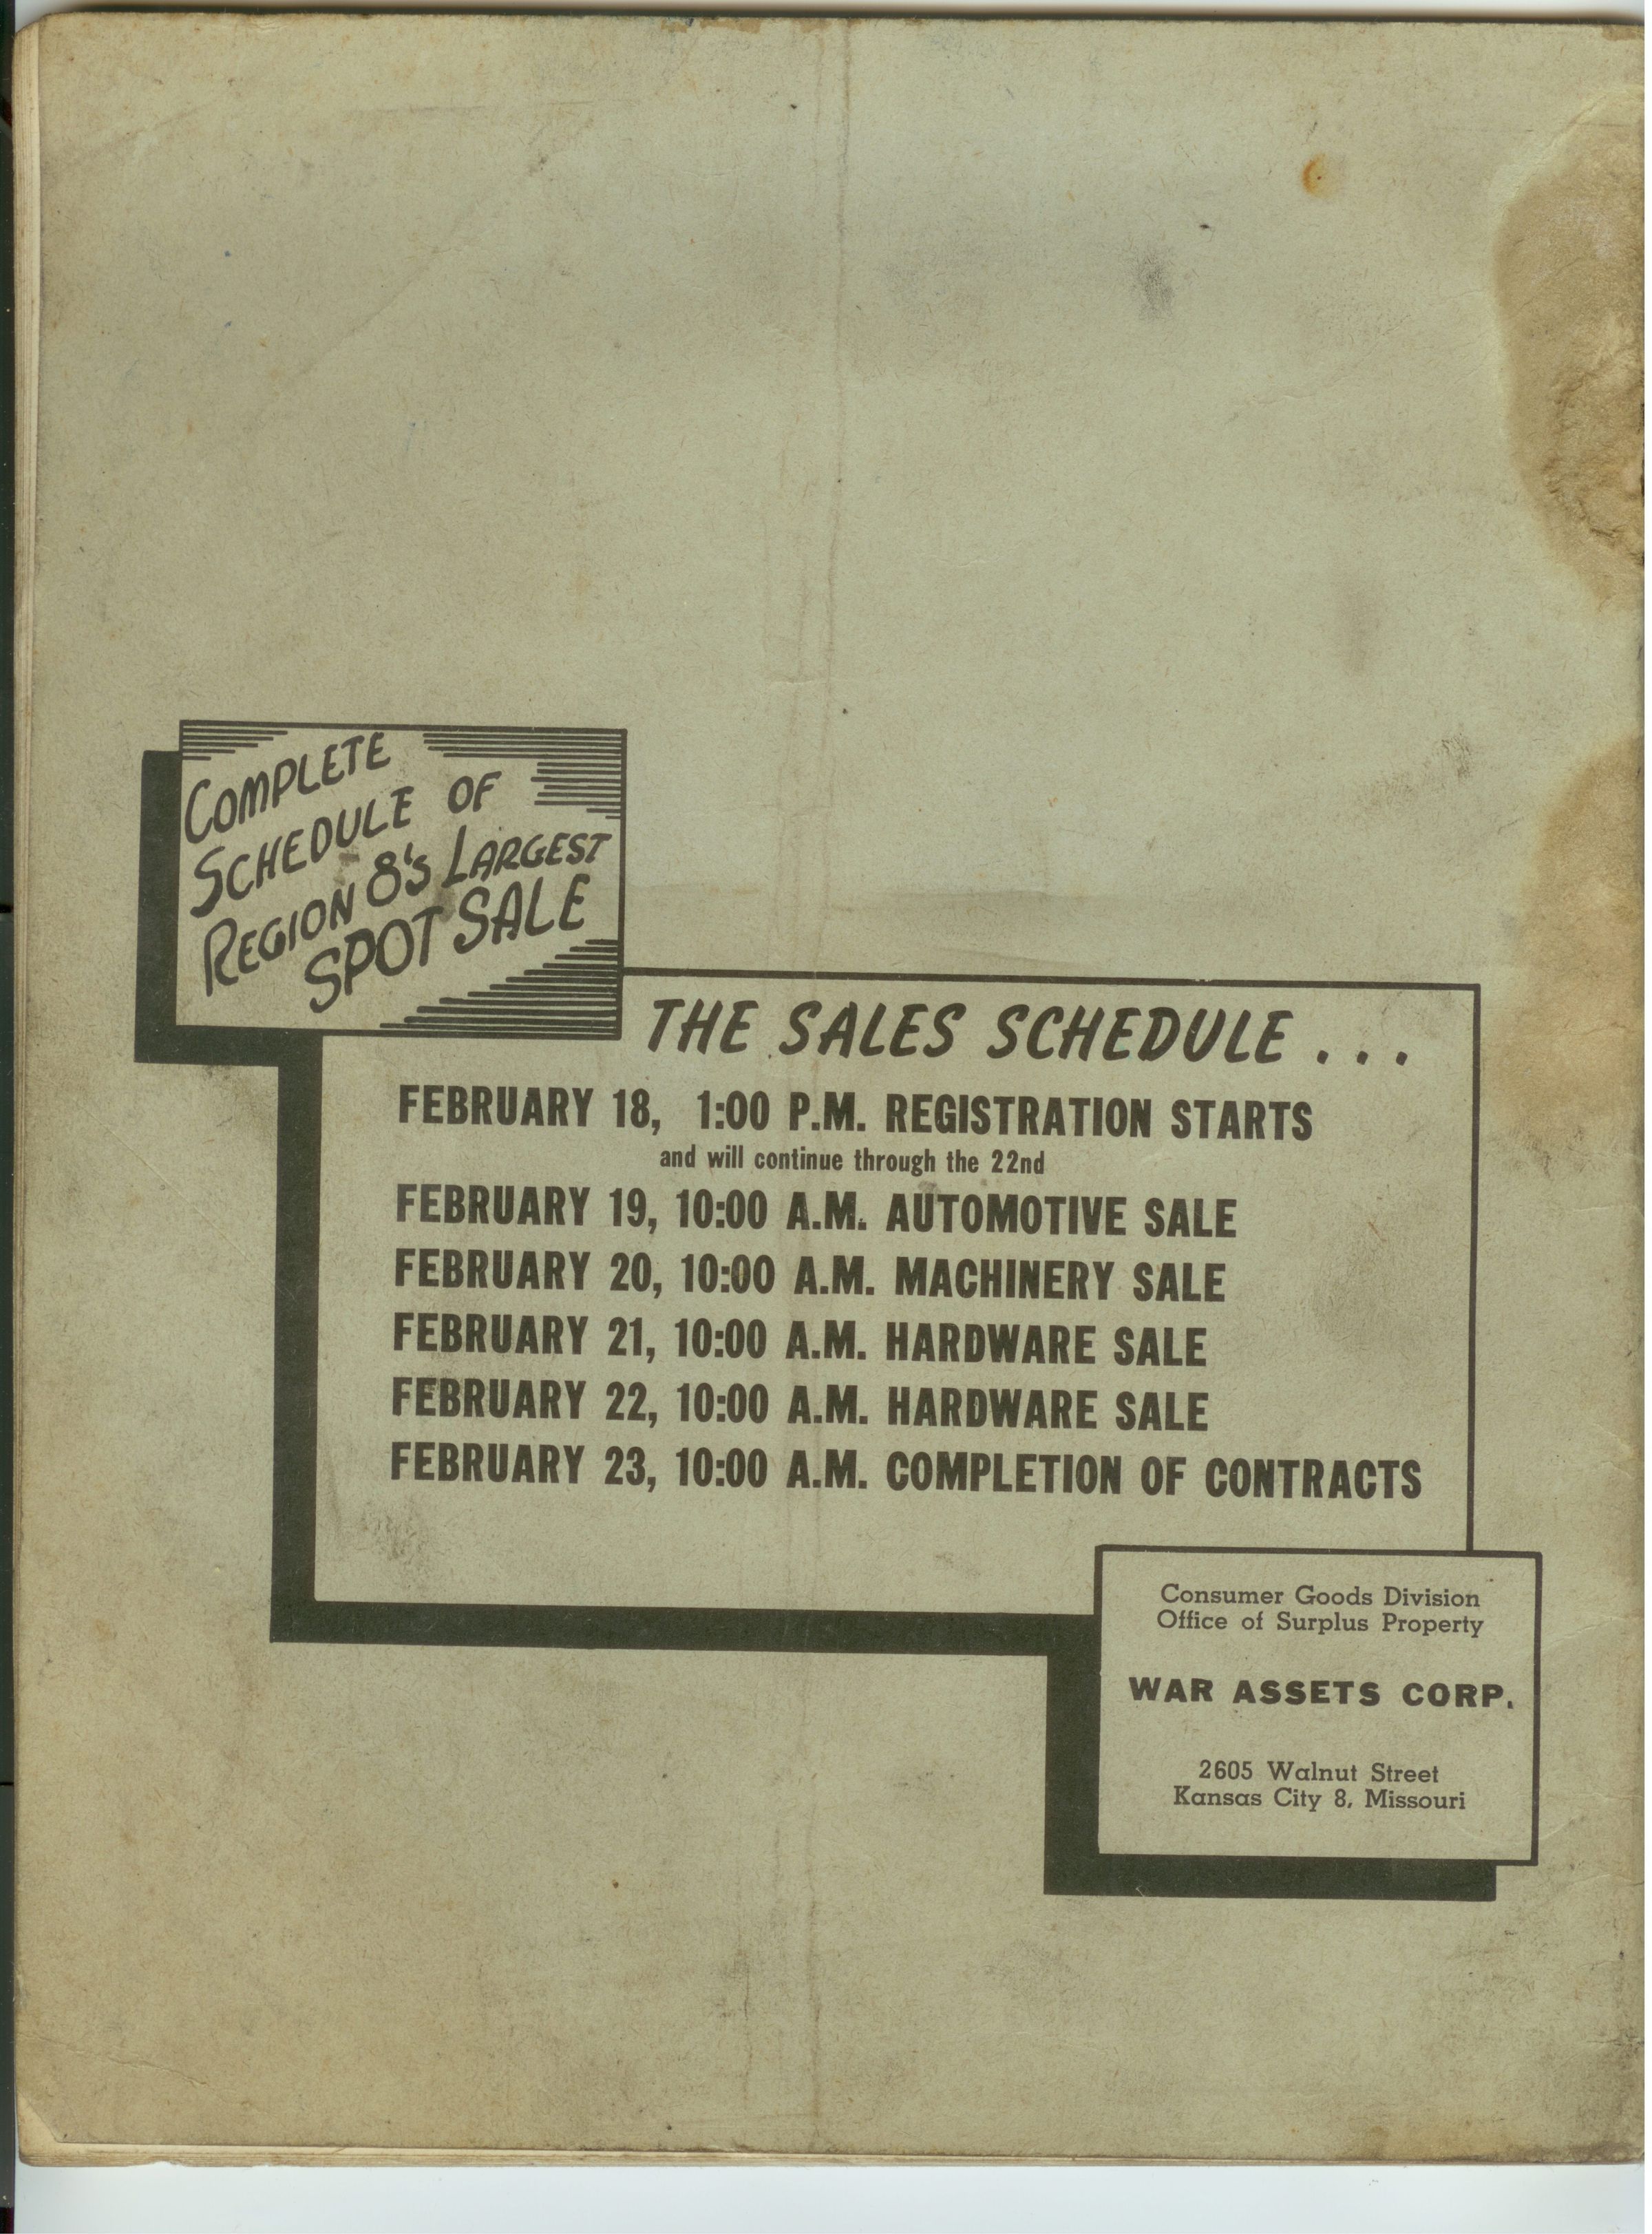 COMPLETE
SCHEDULE OF
REGION 8's LARGEST
SPOT SALE
THE SALES SCHEDULE . . .
FEBRUARY 18, 1:00 P.M. REGISTRATION STARTS
and will continue through the 22nd
FEBRUARY 19, 10:00 A.M. AUTOMOTIVE SALE
FEBRUARY 20, 10:00 A.M. MACHINERY SALE
FEBRUARY 21, 10:00 A.M. HARDWARE SALE
FEBRUARY 22, 10:00 A.M. HARDWARE SALE
FEBRUARY 23, 10:00 A.M. COMPLETION OF CONTRACTS
Consumer Goods Division
Office of Surplus Property
WAR ASSETS CORP.
2605 Walnut Street
Kansas City 8, Missouri